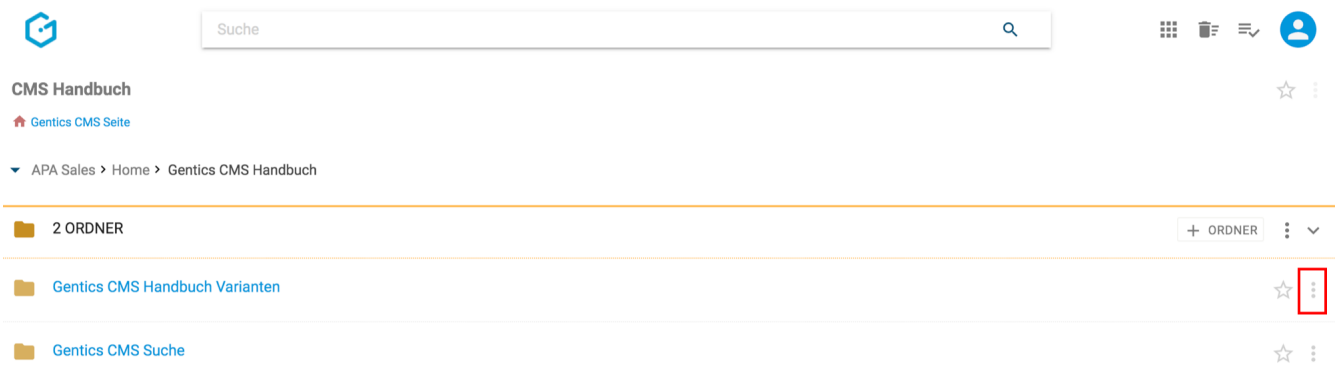 Suche
CMS Handbuch
Gentics CMS Seite
APA Sales > Home > Gentics CMS Handbuch
2 ORDNER + ORDNER
Gentics CMS Handbuch Varianten
Gentics CMS Suche